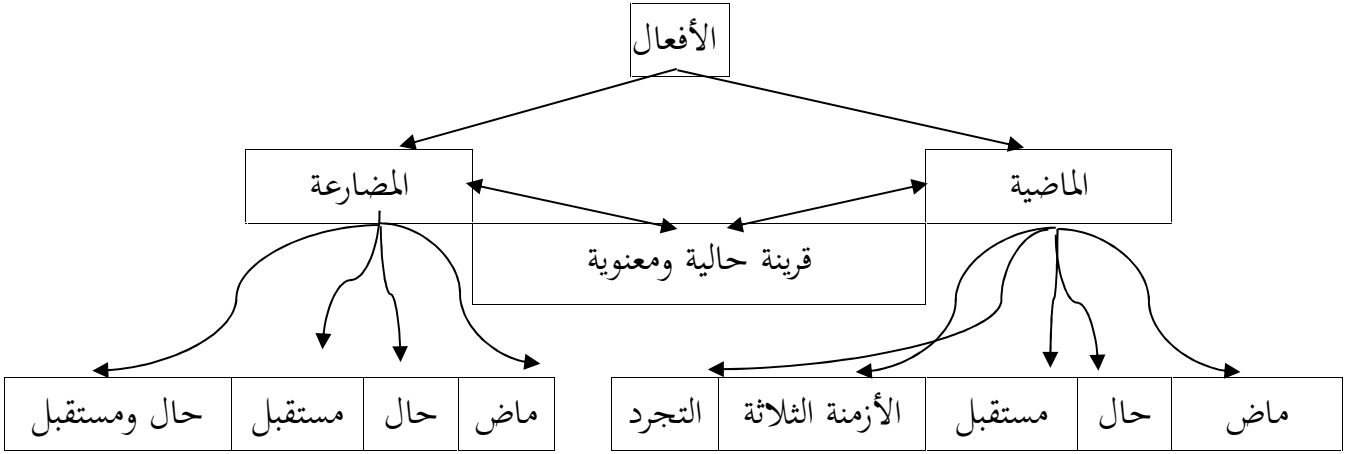 الأفعال
الماضية
المضارعة
قرينة حالية ومعنوية
ماض
حال
مستقبل
الأزمنة الثلاثة
التجرد
ماض
حال
مستقبل
حال ومستقبل